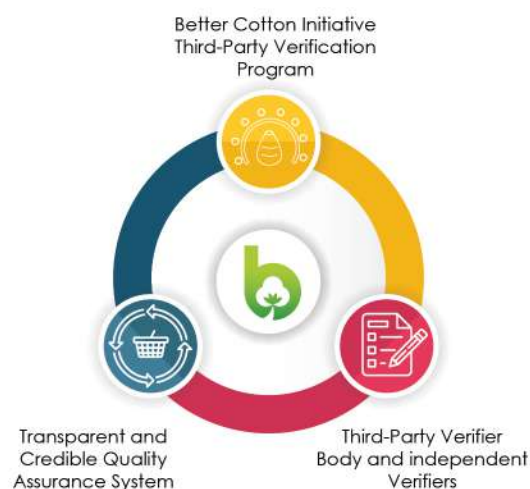 Better Cotton Initiative
Third-Party Verification
Program
b
Transparent and
Credible Quality
Assurance System
Third-Party Verifier
Body and independent
Verifiers